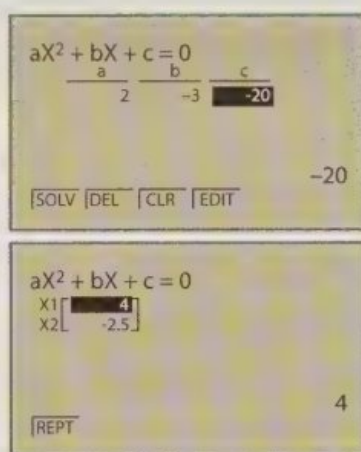 aX² + bX + c = 0
a b c
2 -3 -20
-20
SOLV DEL CLR EDIT
aX² + bX + c = 0
X1 4
X2 -2.5
4
REPT